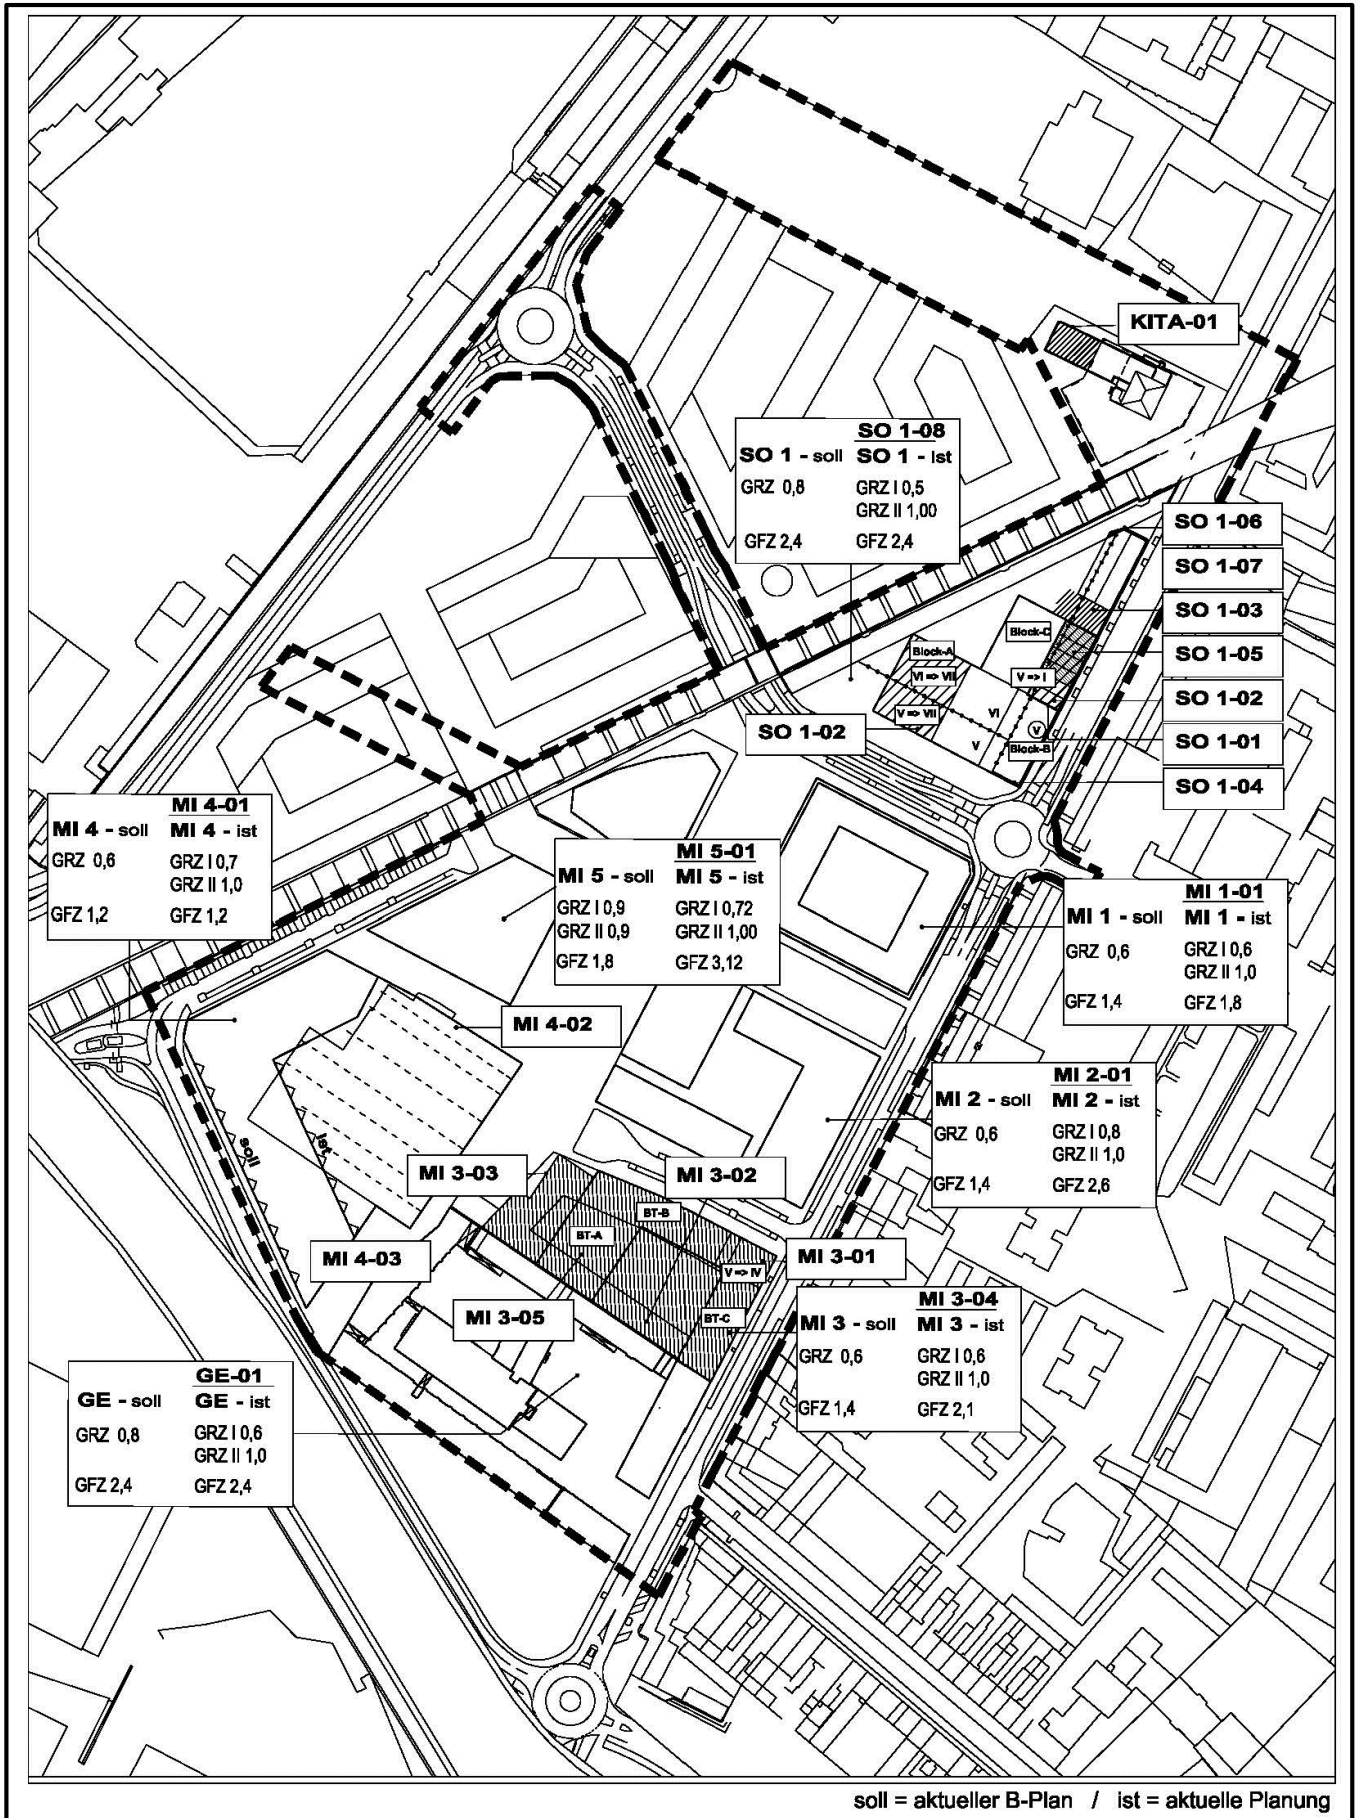 KITA-01
SO 1-08
SO 1 - soll SO 1 - ist
GRZ 0,8 GRZ I 0,5
GRZ II 1,00
GFZ 2,4 GFZ 2,4
SO 1-06
SO 1-07
SO 1-03
SO 1-05
SO 1-02
SO 1-01
SO 1-04
Block-C
Block-A
VI => VII
V => I
V => VII
VI
V
V
Block-B
SO 1-02
MI 4-01
MI 4 - soll MI 4 - ist
GRZ 0,6 GRZ I 0,7
GRZ II 1,0
GFZ 1,2 GFZ 1,2
MI 5-01
MI 5 - soll MI 5 - ist
GRZ I 0,9 GRZ I 0,72
GRZ II 0,9 GRZ II 1,00
GFZ 1,8 GFZ 3,12
MI 1-01
MI 1 - soll MI 1 - ist
GRZ 0,6 GRZ I 0,6
GRZ II 1,0
GFZ 1,4 GFZ 1,8
MI 4-02
MI 2-01
MI 2 - soll MI 2 - ist
GRZ 0,6 GRZ I 0,8
GRZ II 1,0
GFZ 1,4 GFZ 2,6
soll
ist
MI 3-03
MI 3-02
BT-B
BT-A
V => IV
MI 3-01
MI 4-03
BT-C
MI 3-05
MI 3-04
MI 3 - soll MI 3 - ist
GRZ 0,6 GRZ I 0,6
GRZ II 1,0
GFZ 1,4 GFZ 2,1
GE-01
GE - soll GE - ist
GRZ 0,8 GRZ I 0,6
GRZ II 1,0
GFZ 2,4 GFZ 2,4
soll = aktueller B-Plan / ist = aktuelle Planung